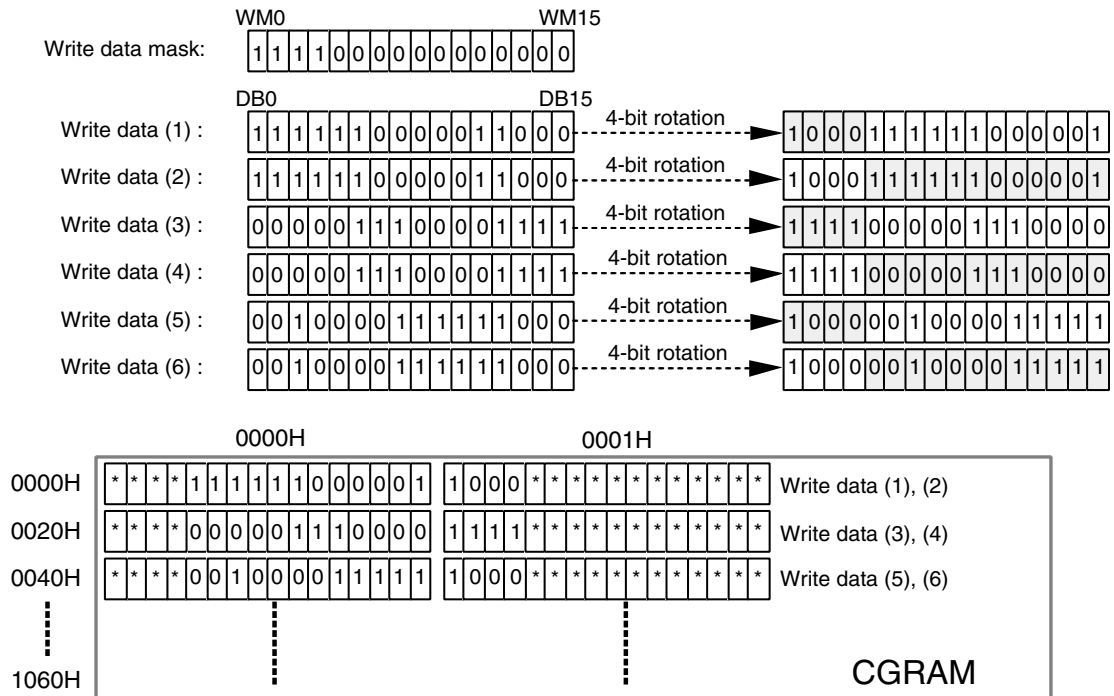 WM0 WM15
Write data mask: 1 1 1 1 0 0 0 0 0 0 0 0 0 0 0 0
DB0 DB15
Write data (1) : 1 1 1 1 1 1 0 0 0 0 0 1 1 0 0 0 4-bit rotation 1 0 0 0 1 1 1 1 1 1 0 0 0 0 0 1
Write data (2) : 1 1 1 1 1 1 0 0 0 0 0 1 1 0 0 0 4-bit rotation 1 0 0 0 1 1 1 1 1 1 0 0 0 0 0 1
Write data (3) : 0 0 0 0 0 1 1 1 0 0 0 0 1 1 1 1 4-bit rotation 1 1 1 1 0 0 0 0 0 1 1 1 0 0 0 0
Write data (4) : 0 0 0 0 0 1 1 1 0 0 0 0 1 1 1 1 4-bit rotation 1 1 1 1 0 0 0 0 0 1 1 1 0 0 0 0
Write data (5) : 0 0 1 0 0 0 0 1 1 1 1 1 1 0 0 0 4-bit rotation 1 0 0 0 0 0 1 0 0 0 0 1 1 1 1 1
Write data (6) : 0 0 1 0 0 0 0 1 1 1 1 1 1 0 0 0 4-bit rotation 1 0 0 0 0 0 1 0 0 0 0 1 1 1 1 1
0000H 0001H
0000H * * * * 1 1 1 1 1 1 0 0 0 0 0 1 1 0 0 0 * * * * * * * * * * * * Write data (1), (2)
0020H * * * * 0 0 0 0 0 1 1 1 0 0 0 0 1 1 1 1 * * * * * * * * * * * * Write data (3), (4)
0040H * * * * 0 0 1 0 0 0 0 1 1 1 1 1 1 0 0 0 * * * * * * * * * * * * Write data (5), (6)
1060H CGRAM